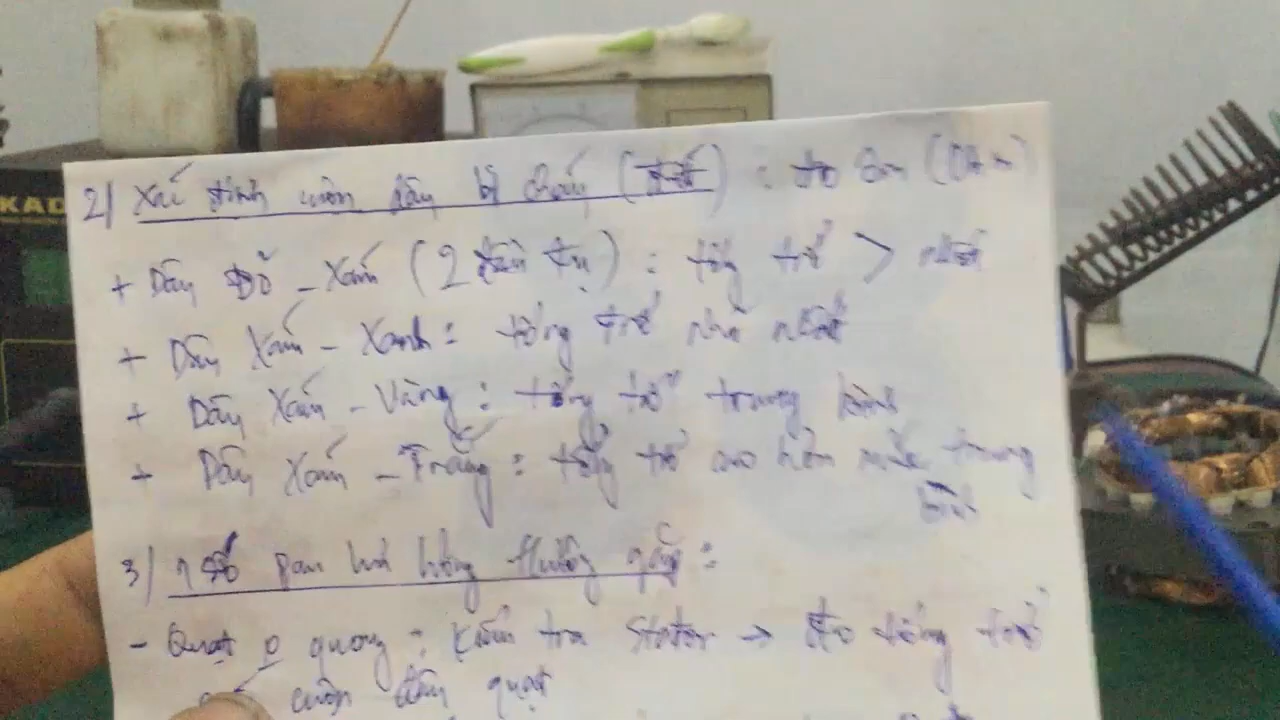 KAD
2) Xác định cuộn dây bị cháy ( ) : đo ôm (Ω)
+ Dây Đỏ - Xám (2 đầu tụ) : tổng trở > nhất
+ Dây Xám - Xanh : tổng trở nhỏ nhất
+ Dây Xám - Vàng : tổng trở trung bình
+ Dây Xám - Trắng : tổng trở cao hơn mức trung
bình
3) 1 số Pan hư hỏng thường gặp :
- Quạt quay : Kiểm tra Stator → Đo tổng trở
cuộn dây quạt